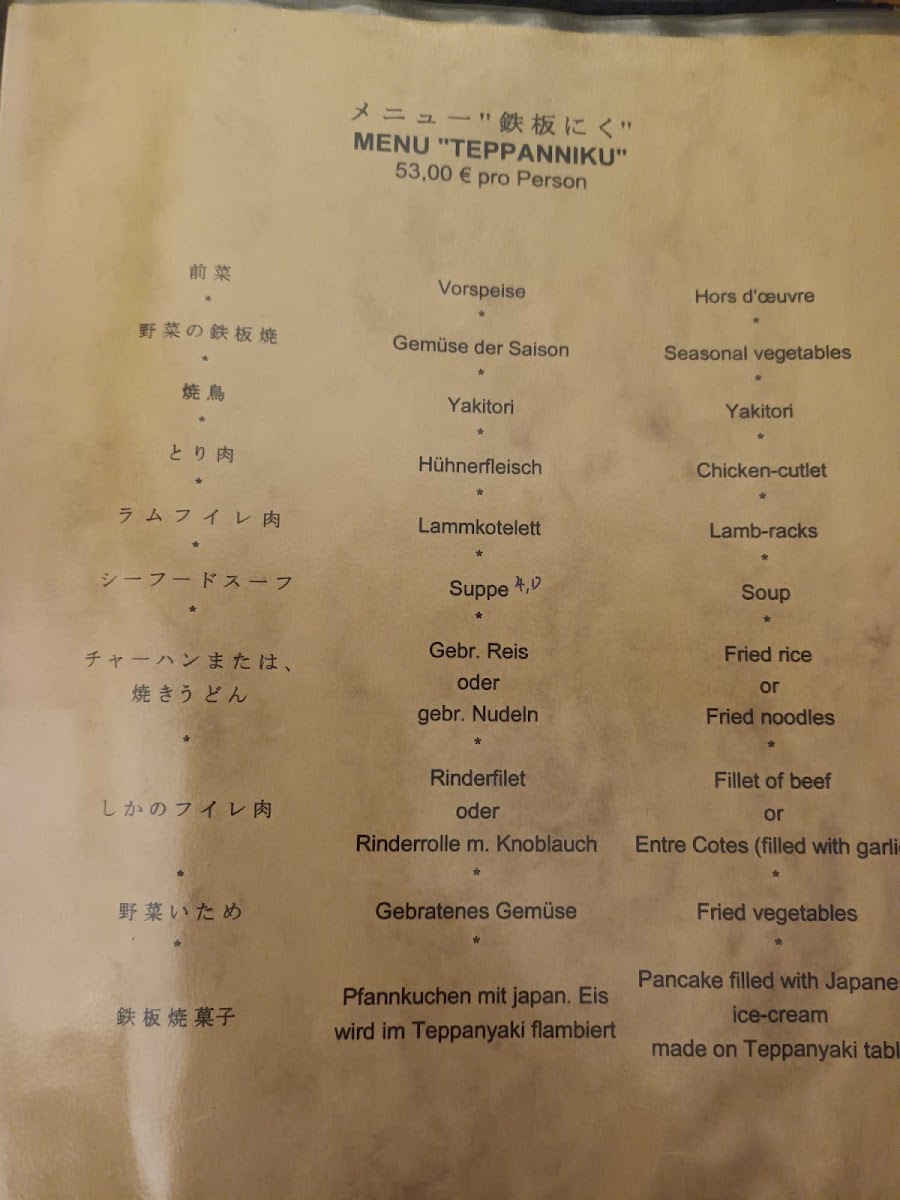 メニュー"鉄板にく"
MENU "TEPPANNIKU"
53,00 € pro Person
前菜
Vorspeise
Hors d'œuvre
*
*
*
野菜の鉄板焼
Gemüse der Saison
Seasonal vegetables
*
*
*
焼鳥
Yakitori
Yakitori
*
*
*
とり肉
Hühnerfleisch
Chicken-cutlet
*
*
*
ラムフイレ肉
Lammkotelett
Lamb-racks
*
*
*
シーフードスーフ
Suppe 4,D
Soup
*
*
*
チャーハンまたは、
焼きうどん
Gebr. Reis
oder
gebr. Nudeln
Fried rice
or
Fried noodles
*
*
*
しかのフイレ肉
Rinderfilet
oder
Rinderrolle m. Knoblauch
Fillet of beef
or
Entre Cotes (filled with garli
*
*
*
野菜いため
Gebratenes Gemüse
Fried vegetables
*
*
*
鉄板焼菓子
Pfannkuchen mit japan. Eis
wird im Teppanyaki flambiert
Pancake filled with Japane
ice-cream
made on Teppanyaki tabl